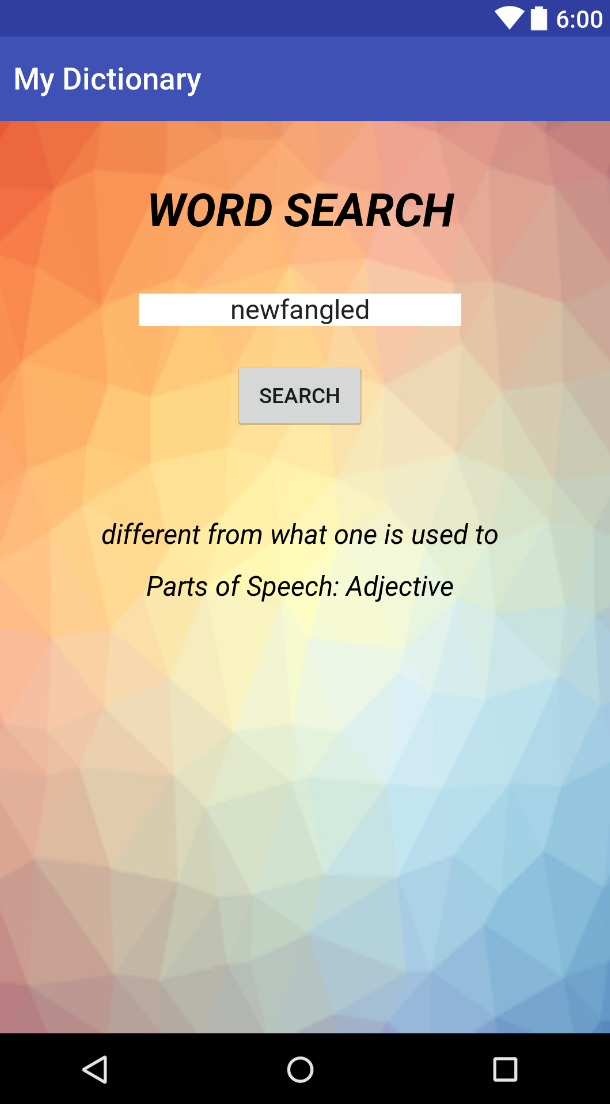 6:00
My Dictionary
WORD SEARCH
newfangled
SEARCH
different from what one is used to
Parts of Speech: Adjective